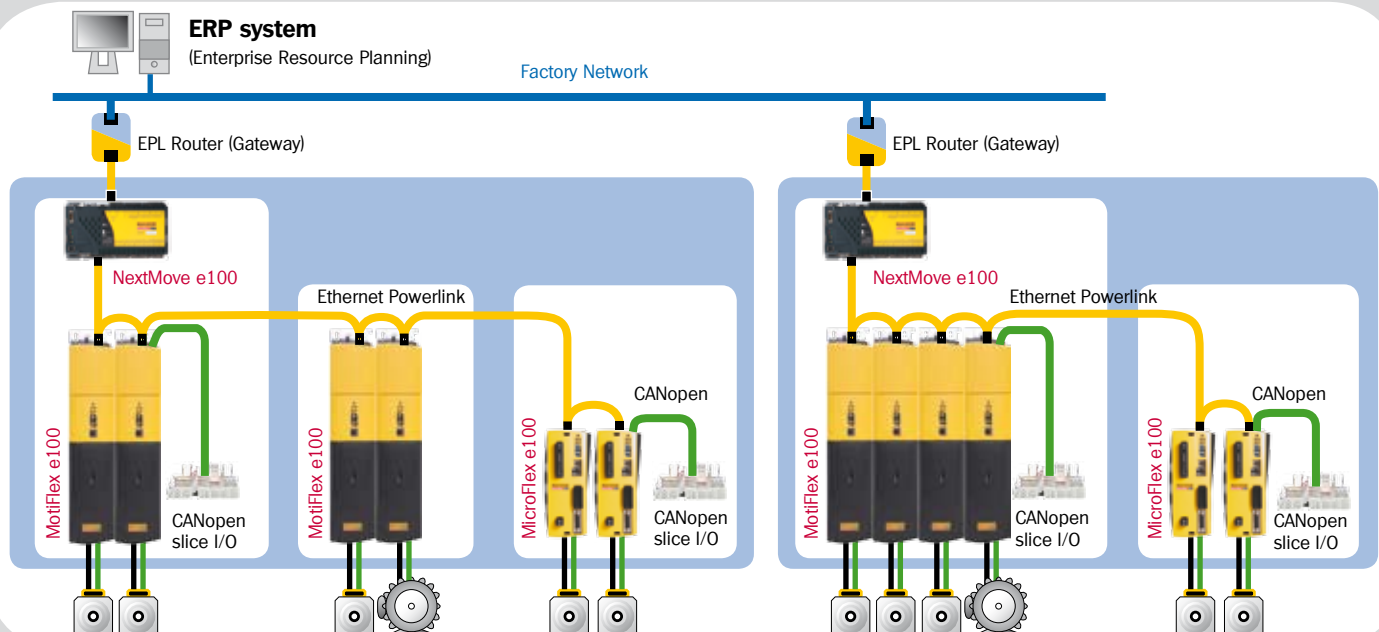 ERP system
(Enterprise Resource Planning)
Factory Network
EPL Router (Gateway)
EPL Router (Gateway)
NextMove e100
NextMove e100
Ethernet Powerlink
Ethernet Powerlink
CANopen
CANopen
MotiFlex e100
MotiFlex e100
MicroFlex e100
MotiFlex e100
MicroFlex e100
CANopen
slice I/O
CANopen
slice I/O
CANopen
slice I/O
CANopen
slice I/O